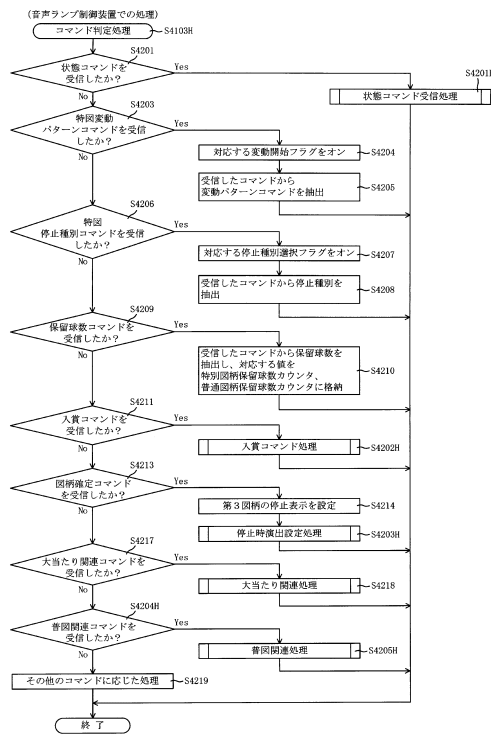 (音声ランプ制御装置での処理)
コマンド判定処理
S4103H
S4201
状態コマンドを
受信したか?
Yes
No
S4201H
状態コマンド受信処理
S4203
特図変動
パターンコマンドを受信
したか?
Yes
No
対応する変動開始フラグをオン
S4204
受信したコマンドから
変動パターンコマンドを抽出
S4205
S4206
特図
停止種別コマンドを受信
したか?
Yes
No
対応する停止種別選択フラグをオン
S4207
受信したコマンドから停止種別を
抽出
S4208
S4209
保留球数コマンドを
受信したか?
Yes
No
受信したコマンドから保留球数を
抽出し、対応する値を
特別図柄保留球数カウンタ、
普通図柄保留球数カウンタに格納
S4210
S4211
入賞コマンドを
受信したか?
Yes
No
入賞コマンド処理
S4202H
S4213
図柄確定コマンド
を受信したか?
Yes
No
第3図柄の停止表示を設定
S4214
停止時演出設定処理
S4203H
S4217
大当たり関連コマンドを
受信したか?
Yes
No
大当たり関連処理
S4218
S4204H
普図関連コマンドを
受信したか?
Yes
No
普図関連処理
S4205H
その他のコマンドに応じた処理
S4219
終了